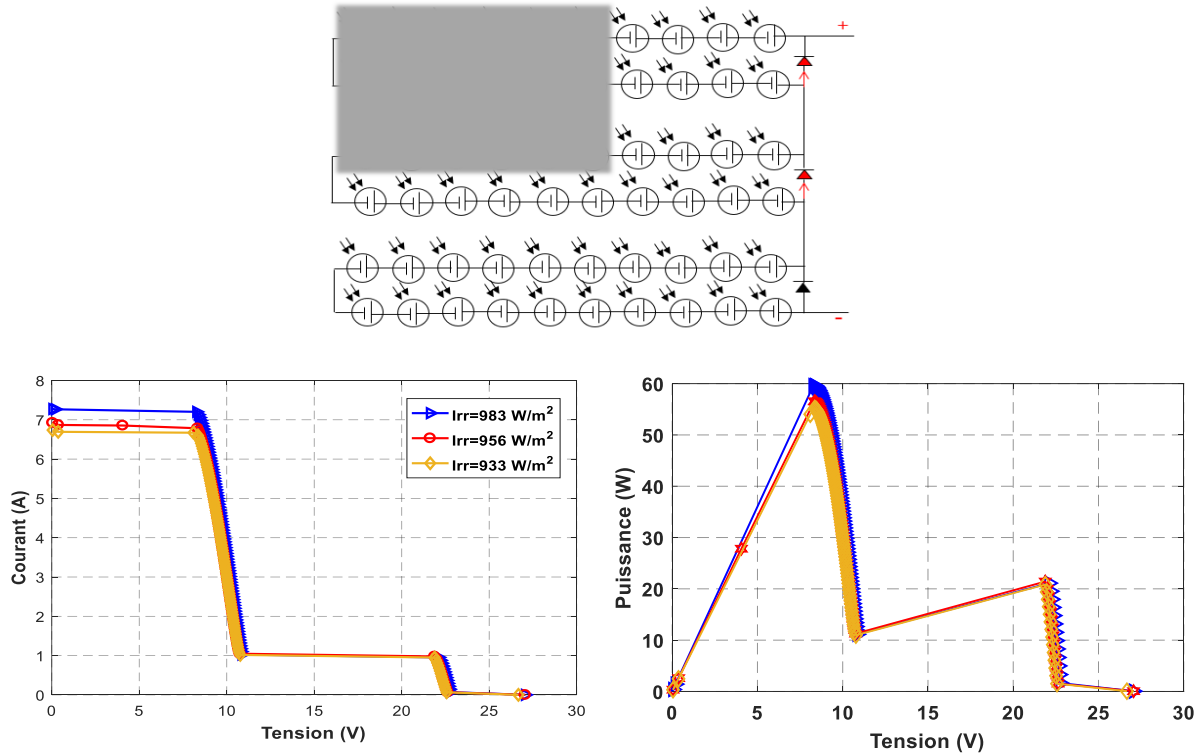 +
-
8
7
6
5
4
3
2
1
0
Courant (A)
0 5 10 15 20 25 30
Tension (V)
Irr=983 W/m²
Irr=956 W/m²
Irr=933 W/m²
60
50
40
30
20
10
0
Puissance (W)
0 5 10 15 20 25 30
Tension (V)